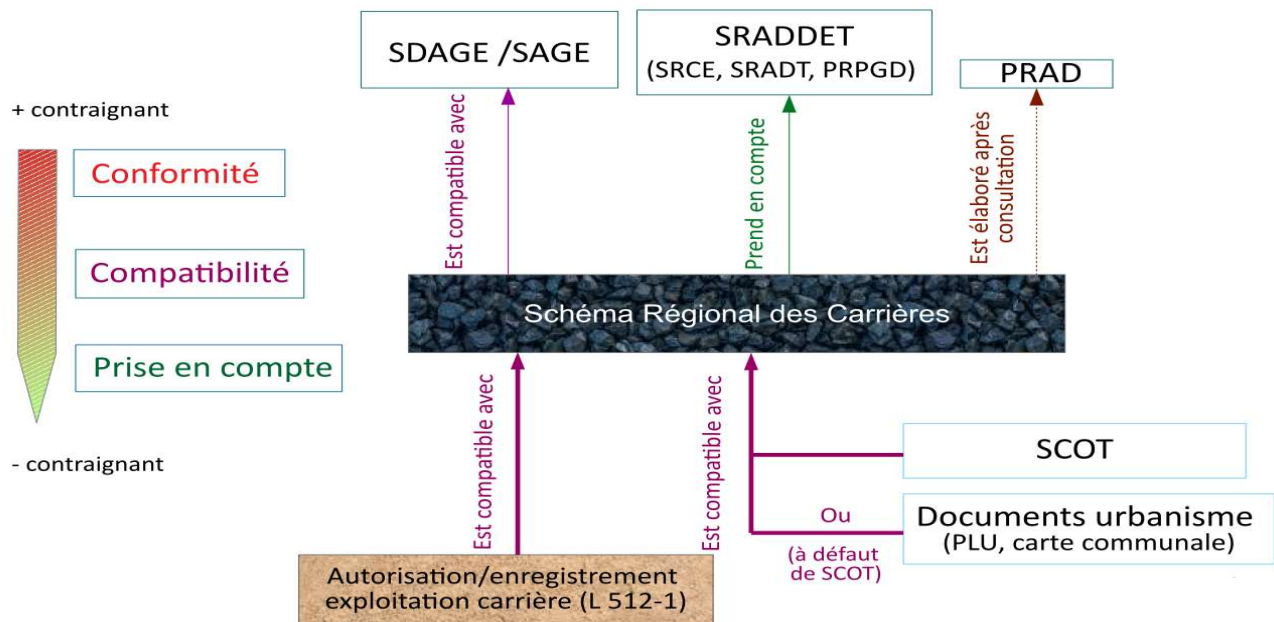 SDAGE /SAGE
SRADDET
(SRCE, SRADT, PRPGD)
PRAD
+ contraignant
Conformité
Compatibilité
Prise en compte
- contraignant
Est compatible avec
Prend en compte
Est élaboré après
consultation
Schéma Régional des Carrières
Est compatible avec
Est compatible avec
SCOT
Ou
(à défaut
de SCOT)
Documents urbanisme
(PLU, carte communale)
Autorisation/enregistrement
exploitation carrière (L 512-1)